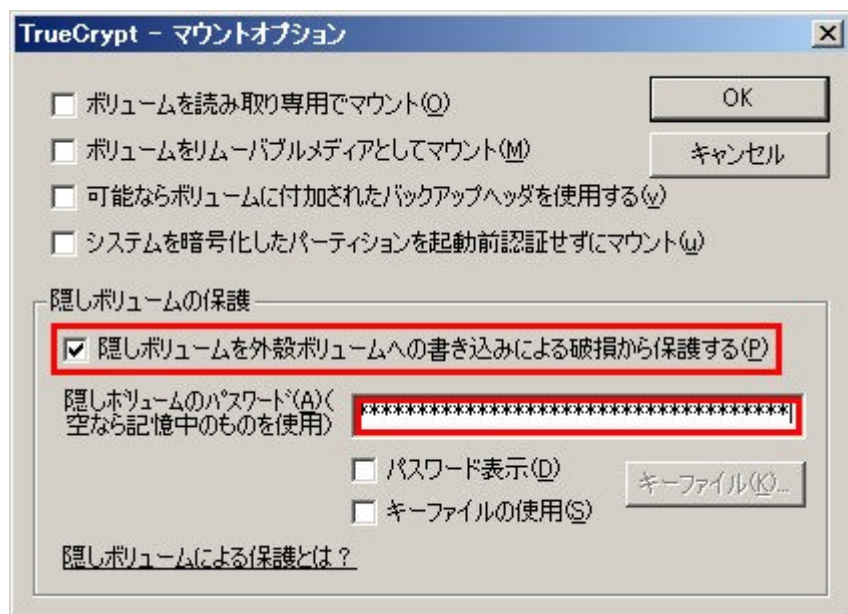 TrueCrypt - マウントオプション
ボリュームを読み取り専用でマウント(O)
OK
ボリュームをリムーバブルメディアとしてマウント(M)
キャンセル
可能ならボリュームに付加されたバックアップヘッダを使用する(v)
システムを暗号化したパーティションを起動前認証せずにマウント(u)
隠しボリュームの保護
隠しボリュームを外殻ボリュームへの書き込みによる破損から保護する(P)
隠しボリュームのパスワード(A)(
空なら記憶中のものを使用)
**************************************
パスワード表示(D)
キーファイル(K)...
キーファイルの使用(S)
隠しボリュームによる保護とは?